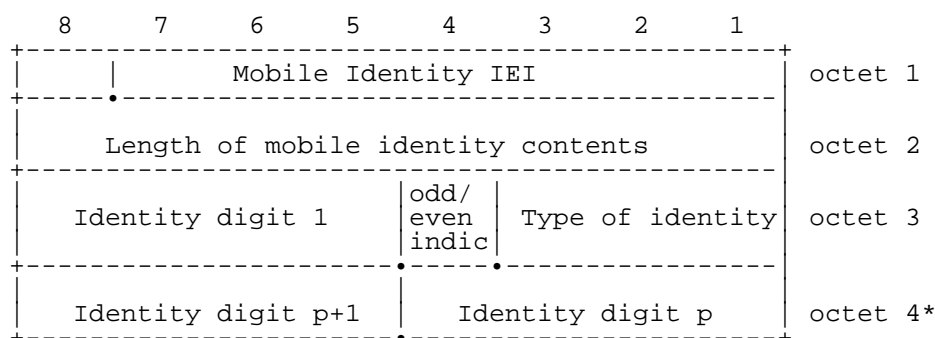 8 7 6 5 4 3 2 1
Mobile Identity IEI octet 1
Length of mobile identity contents octet 2
odd/
Identity digit 1 even Type of identity octet 3
indic
Identity digit p+1 Identity digit p octet 4*